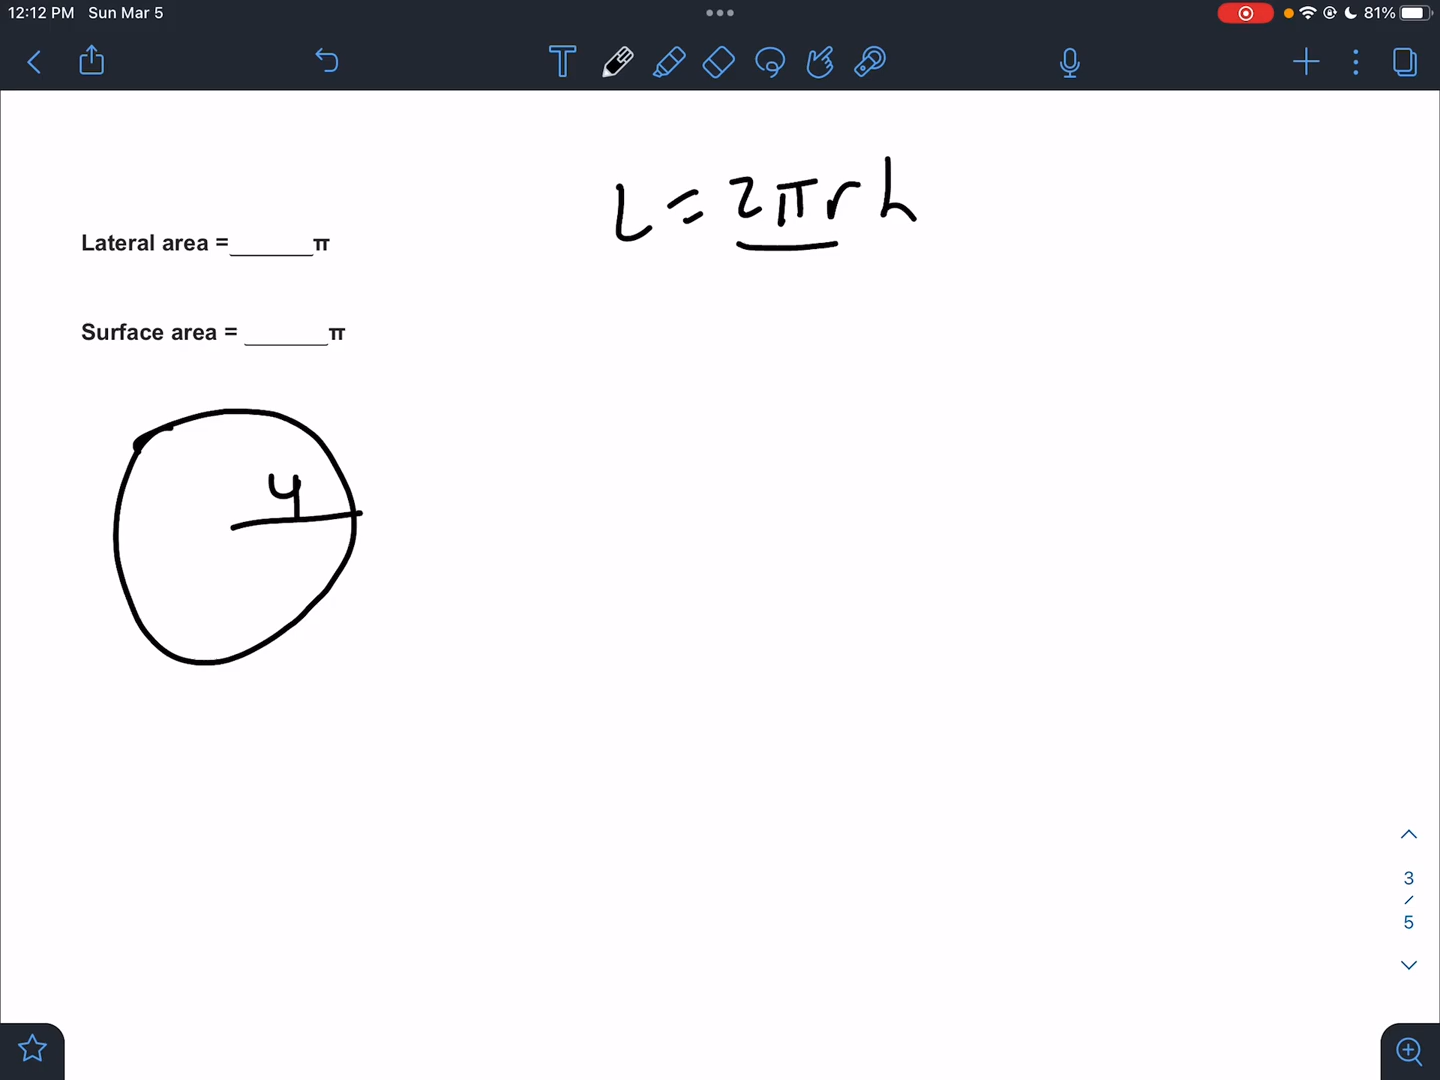 12:12 PM Sun Mar 5
81%
L = 2πrh
Lateral area =______π
Surface area = ______π
4
3
/
5